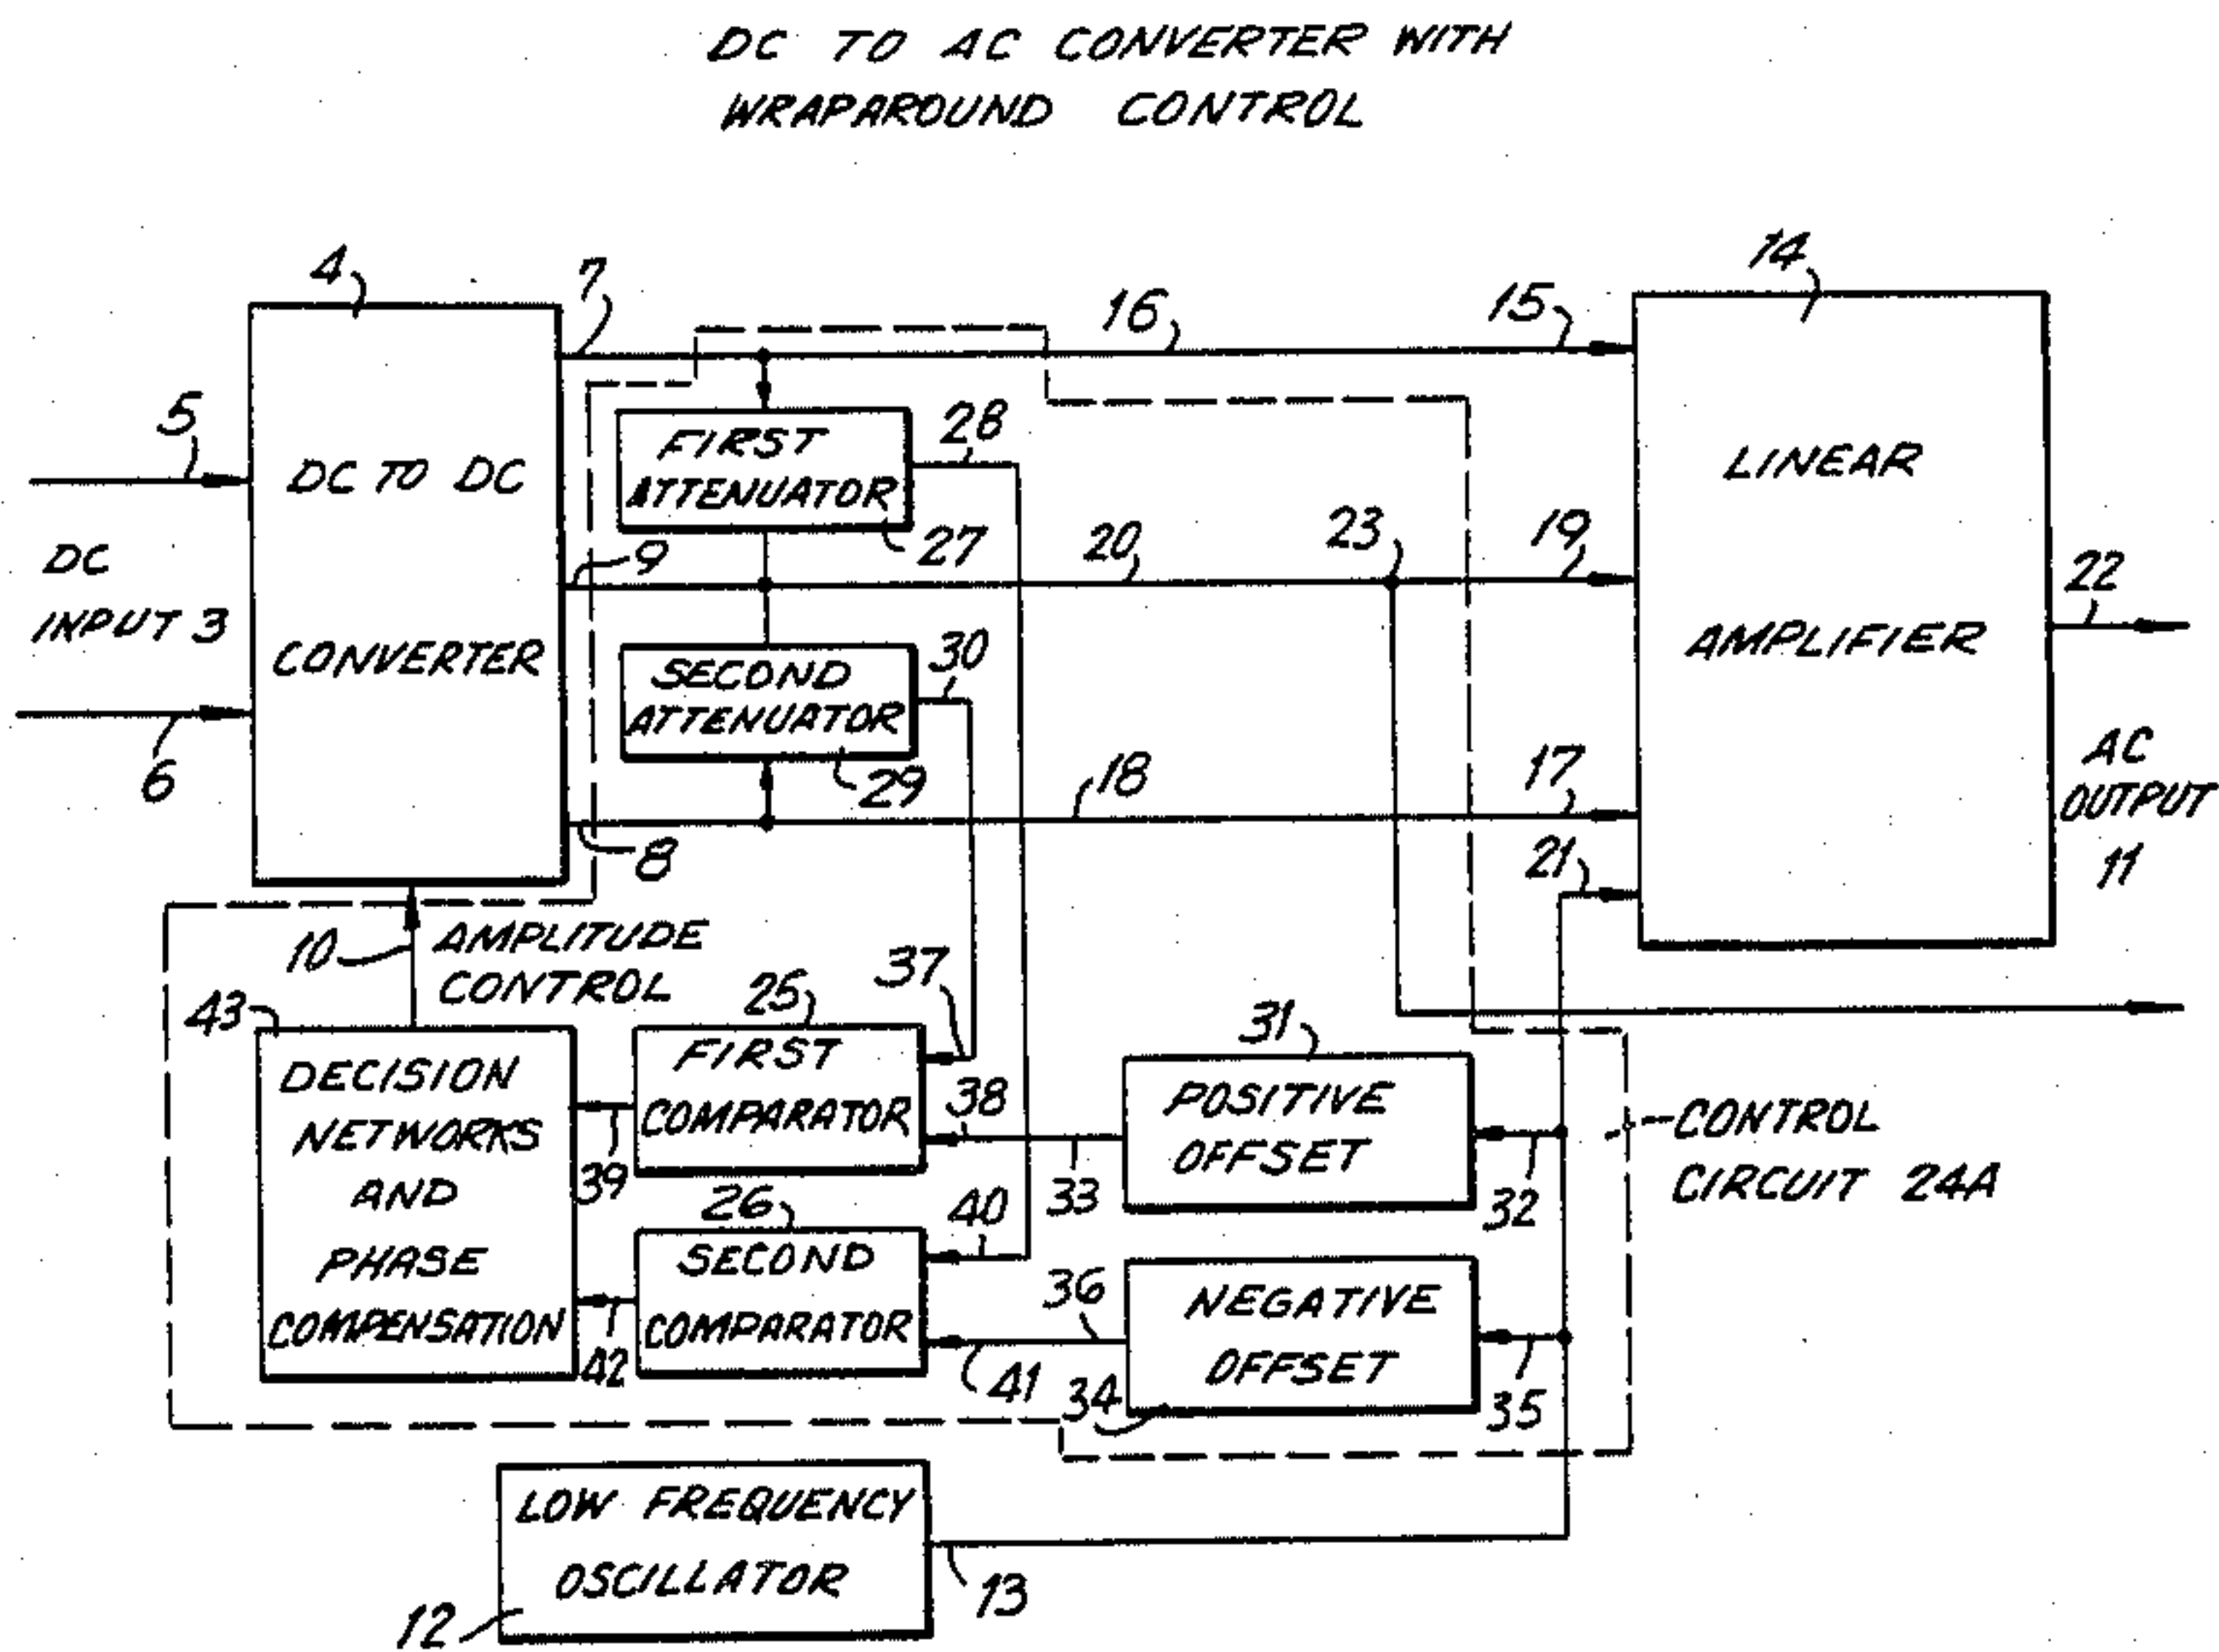 DC TO AC CONVERTER WITH
WRAPAROUND CONTROL
4
7
16
15
14
5
DC TO DC
CONVERTER
FIRST
ATTENUATOR
28
27
LINEAR
AMPLIFIER
DC
INPUT 3
9
20
23
19
22
6
SECOND
ATTENUATOR
30
29
18
17
8
21
AC
OUTPUT
11
10
AMPLITUDE
CONTROL
43
25
37
31
DECISION
NETWORKS
AND
PHASE
COMPENSATION
FIRST
COMPARATOR
38
39
33
POSITIVE
OFFSET
32
CONTROL
CIRCUIT 24A
26
40
SECOND
COMPARATOR
42
36
41
34
NEGATIVE
OFFSET
35
LOW FREQUENCY
OSCILLATOR
12
13